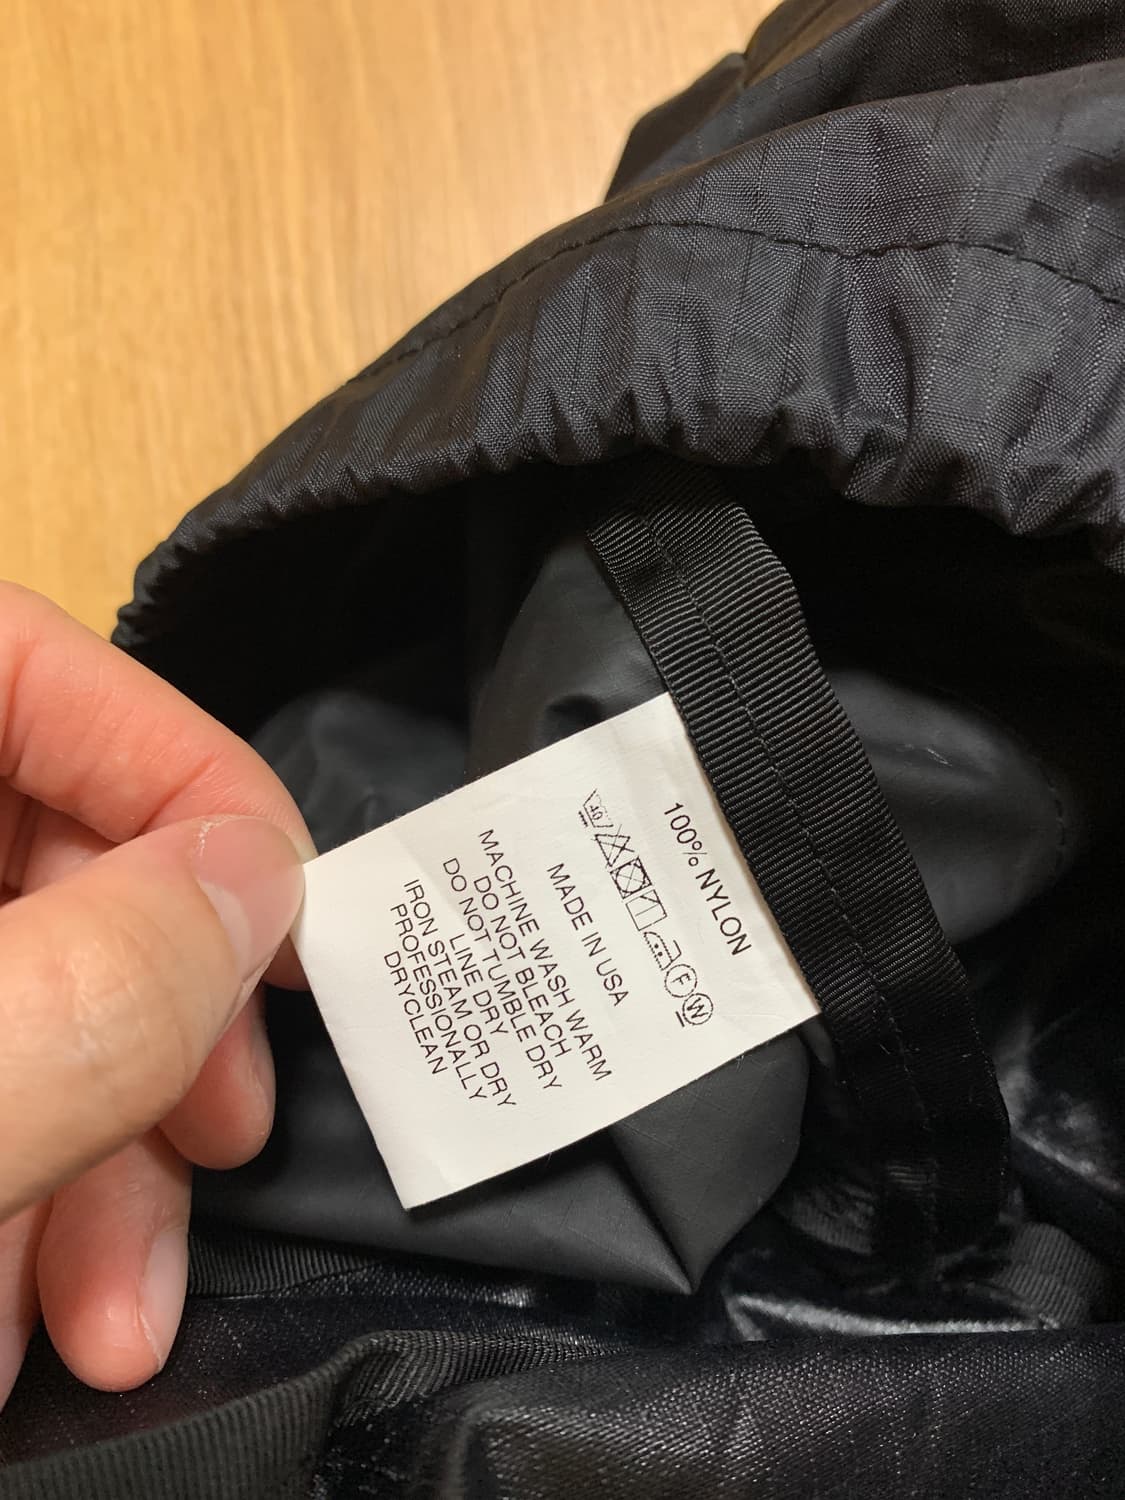 100% NYLON
40 F W
MADE IN USA
MACHINE WASH WARM
DO NOT BLEACH
DO NOT TUMBLE DRY
LINE DRY
IRON STEAM OR DRY
PROFESSIONALLY
DRYCLEAN